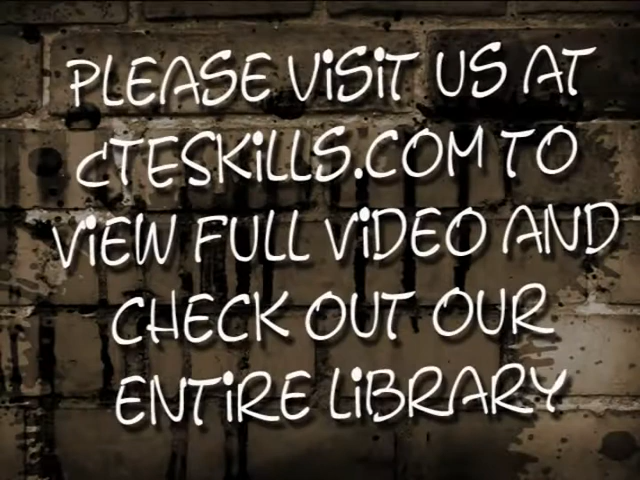 PLEASE VISIT US AT
CTESKILLS.COM TO
VIEW FULL VIDEO AND
CHECK OUT OUR
ENTIRE LIBRARY